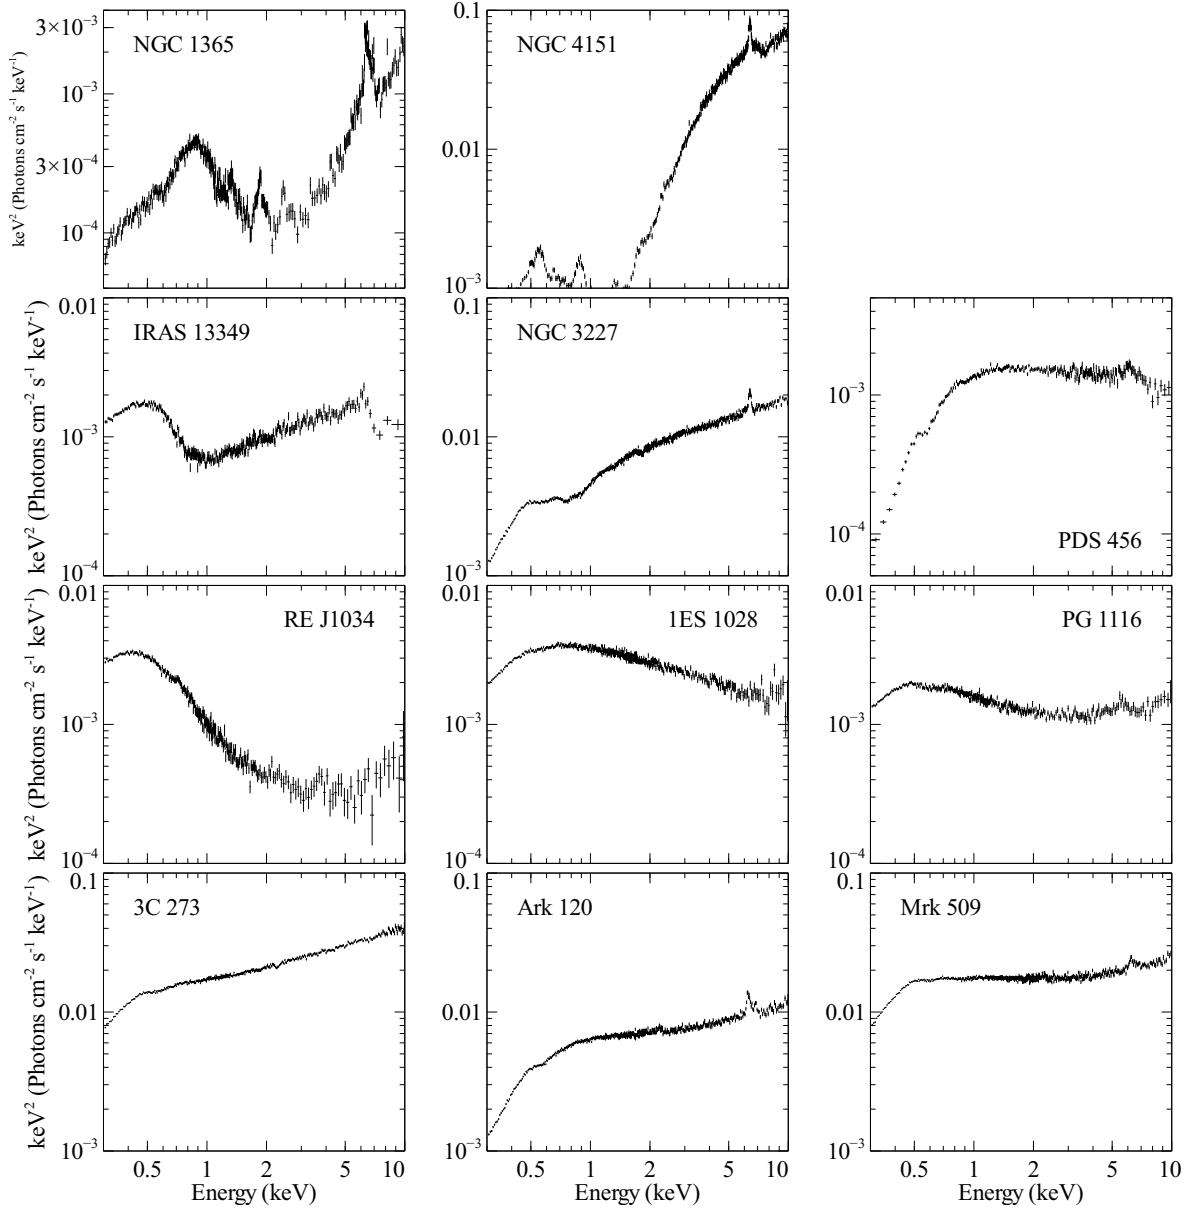 3×10⁻³
10⁻³
3×10⁻⁴
10⁻⁴
keV² (Photons cm⁻² s⁻¹ keV⁻¹)
NGC 1365
0.1
0.01
10⁻³
NGC 4151
0.01
10⁻³
10⁻⁴
keV² (Photons cm⁻² s⁻¹ keV⁻¹)
IRAS 13349
0.1
0.01
10⁻³
NGC 3227
10⁻³
10⁻⁴
PDS 456
0.01
10⁻³
10⁻⁴
keV² (Photons cm⁻² s⁻¹ keV⁻¹)
RE J1034
0.01
10⁻³
10⁻⁴
1ES 1028
0.01
10⁻³
10⁻⁴
PG 1116
0.1
0.01
10⁻³
keV² (Photons cm⁻² s⁻¹ keV⁻¹)
3C 273
0.5 1 2 5 10
Energy (keV)
0.1
0.01
10⁻³
Ark 120
0.5 1 2 5 10
Energy (keV)
0.1
0.01
10⁻³
Mrk 509
0.5 1 2 5 10
Energy (keV)